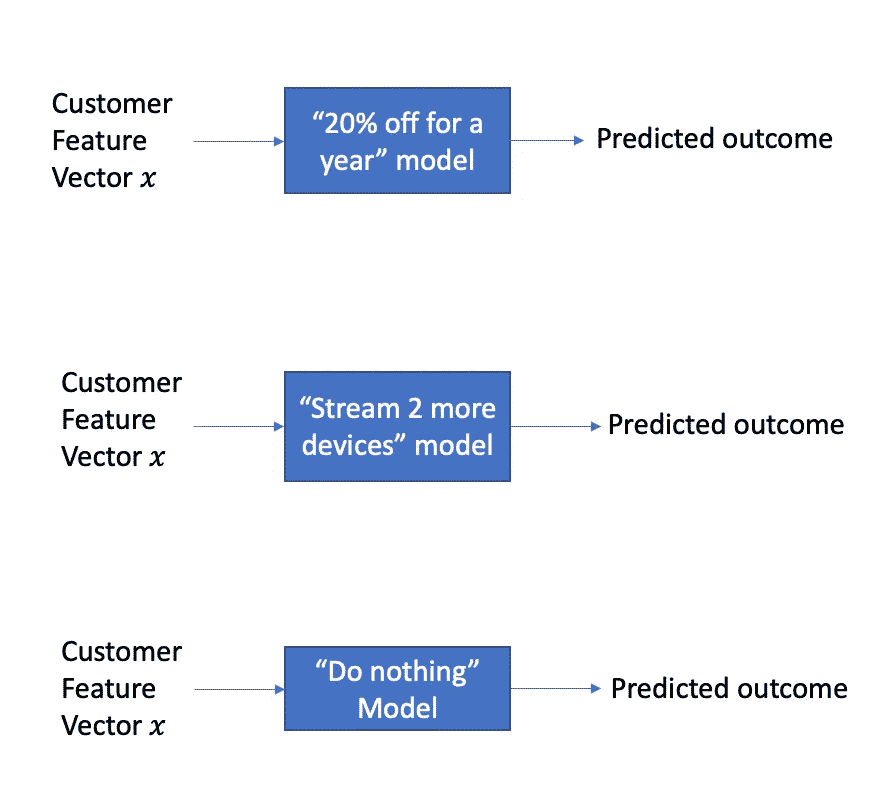 Customer
Feature
Vector x
“20% off for a
year” model
Predicted outcome
Customer
Feature
Vector x
“Stream 2 more
devices” model
Predicted outcome
Customer
Feature
Vector x
“Do nothing”
Model
Predicted outcome